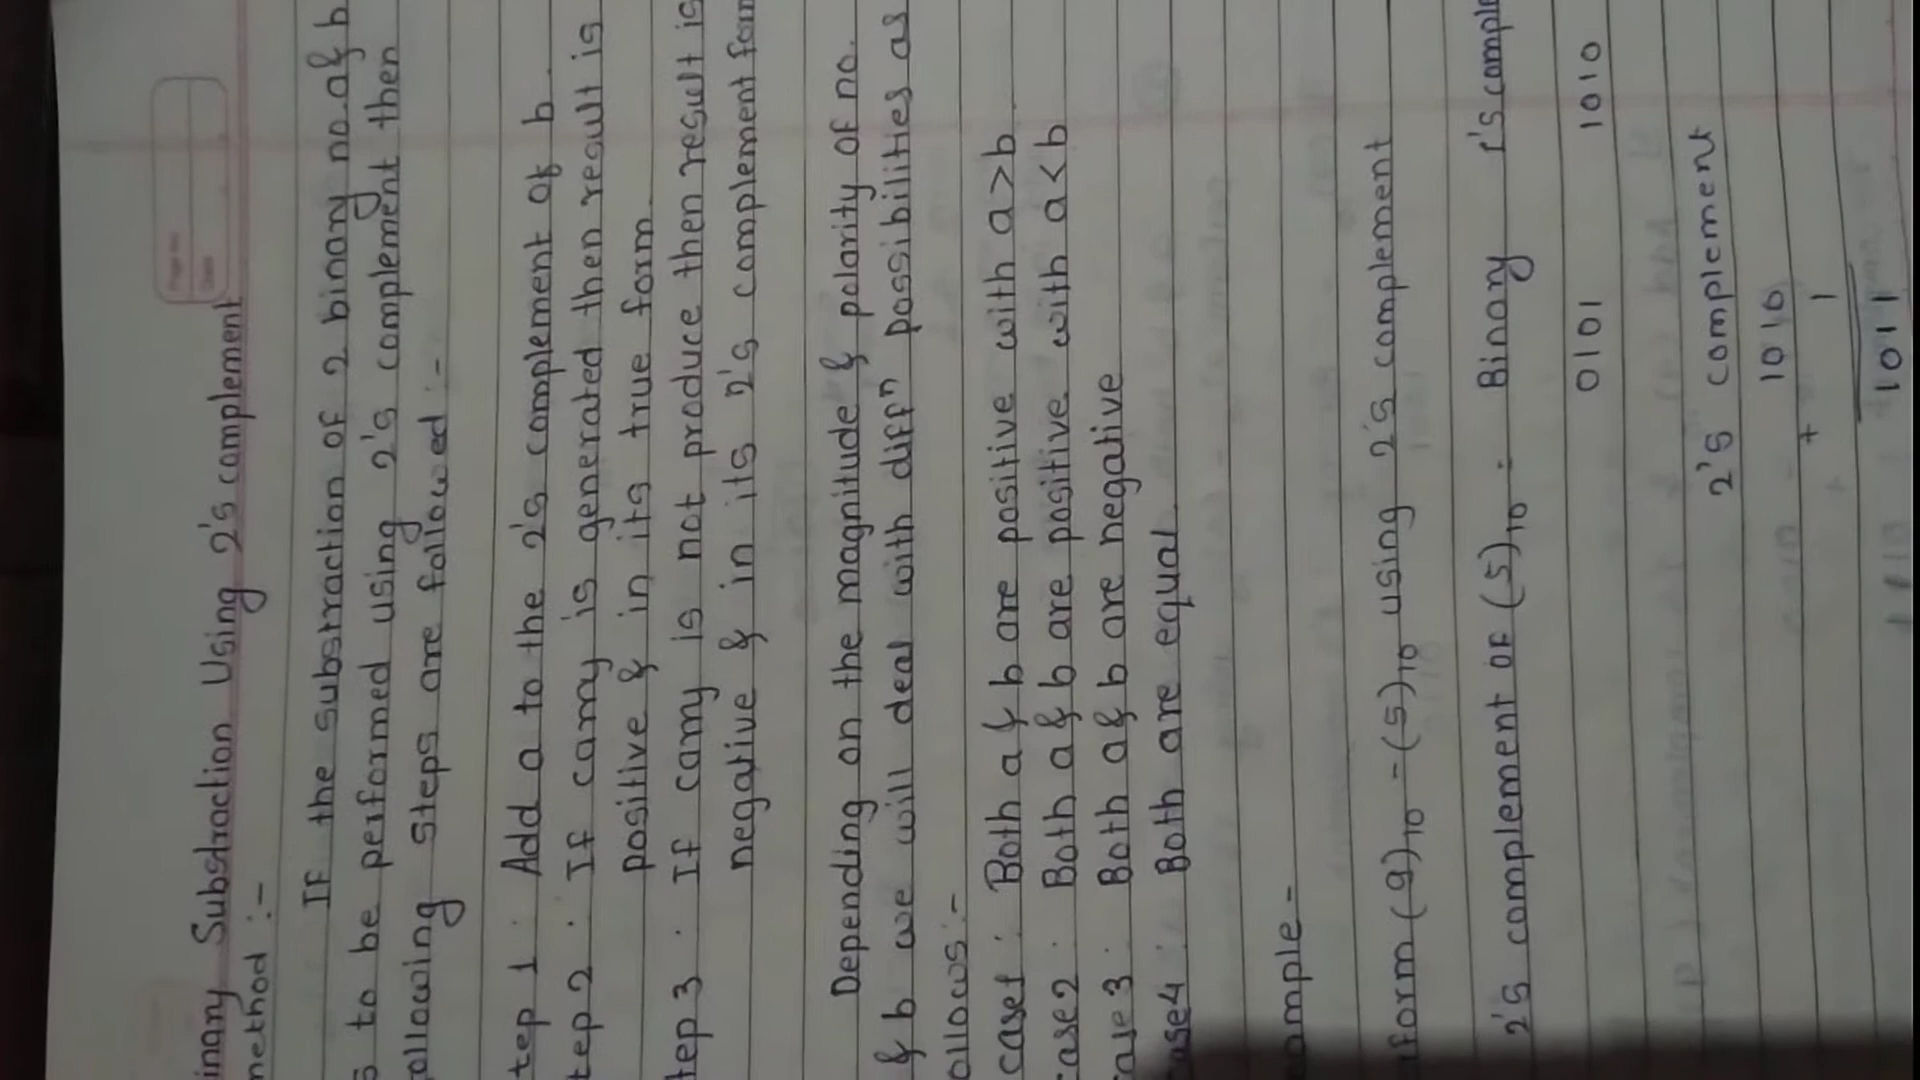 inary Substraction Using 2's complement
method :-
IF the substraction of 2 binary no. a & b
s to be performed using 2's complement then
ollowing steps are followed :-
tep 1 : Add a to the 2's complement of b
tep 2 : If carry is generated then result is
positive & in its true form
tep 3 : If carry is not produce then result is
negative & in its 2's complement form
Depending on the magnitude & polarity of no.
& b we will deal with diffn possibilities as
ollows :-
case1 : Both a & b are positive with a > b
case2 : Both a & b are positive with a < b
case 3 : Both a & b are negative
ase4 : Both are equal
ample -
rform (9)10 - (5)10 using 2's complement
2's complement of (5)10 : Binary 1's comple
0101 1010
2's complement
1010
+ 1
1011